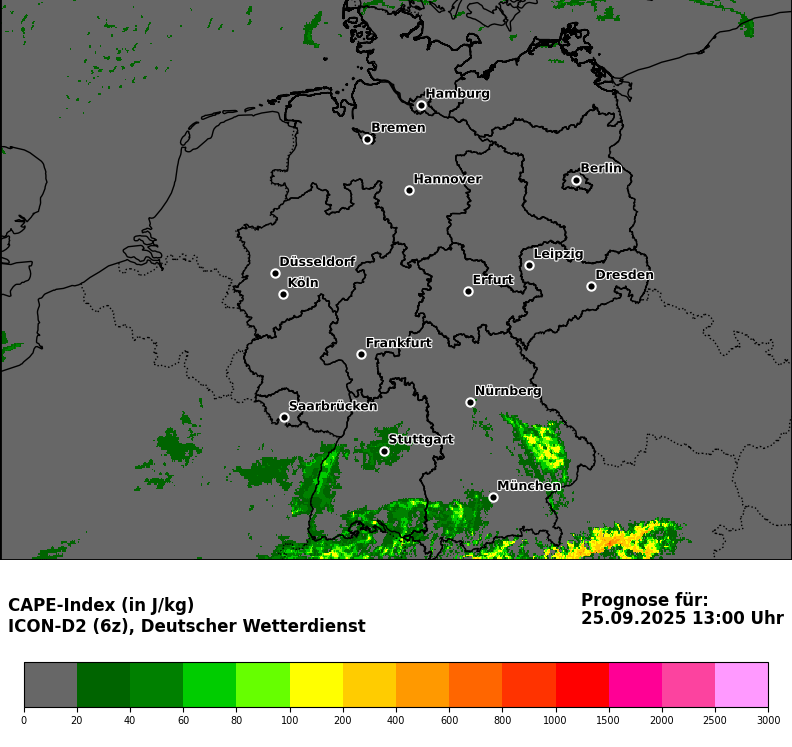 Hamburg
Bremen
Berlin
Hannover
Leipzig
Düsseldorf
Dresden
Köln
Erfurt
Frankfurt
Nürnberg
Saarbrücken
Stuttgart
München
CAPE-Index (in J/kg)
ICON-D2 (6z), Deutscher Wetterdienst
Prognose für:
25.09.2025 13:00 Uhr
0 20 40 60 80 100 200 400 600 800 1000 1500 2000 2500 3000